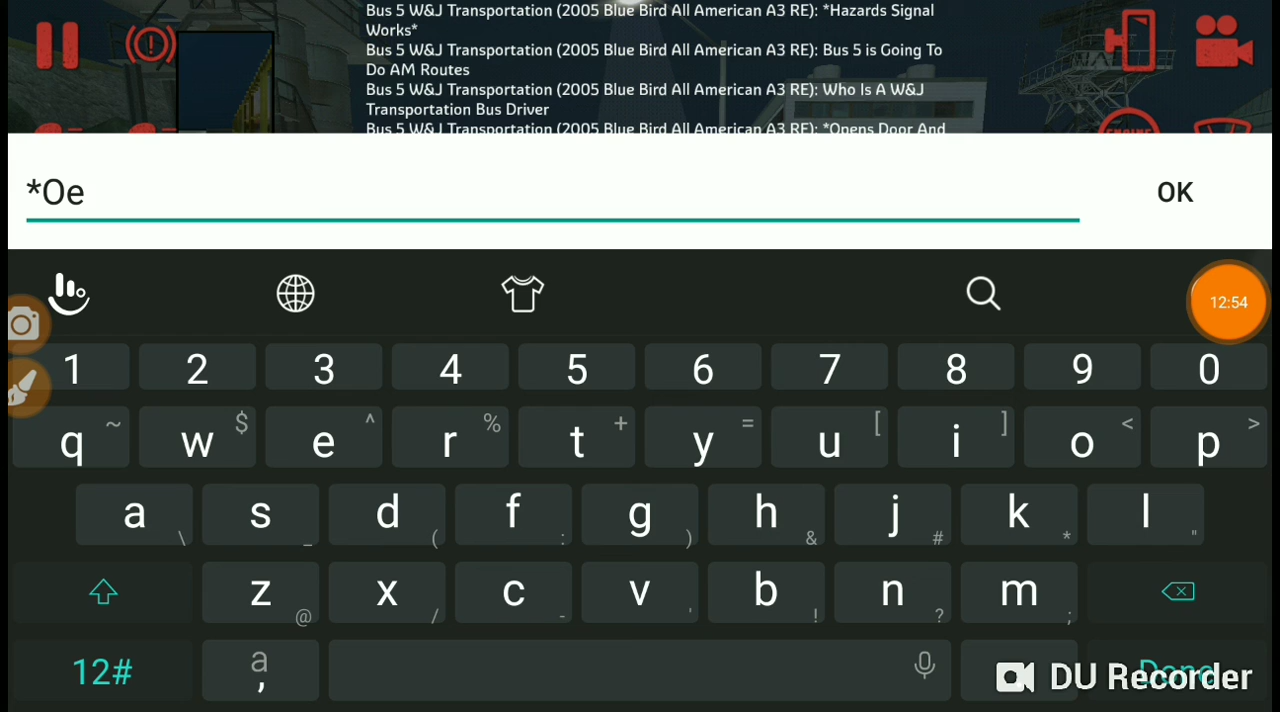 Bus 5 W&J Transportation (2005 Blue Bird All American A3 RE): *Hazards Signal
Works*
Bus 5 W&J Transportation (2005 Blue Bird All American A3 RE): Bus 5 is Going To
Do AM Routes
Bus 5 W&J Transportation (2005 Blue Bird All American A3 RE): Who Is A W&J
Transportation Bus Driver
Bus 5 W&J Transportation (2005 Blue Bird All American A3 RE): *Opens Door And
ENGINE
*Oe
OK
12:54
1 2 3 4 5 6 7 8 9 0
~ $ ^ % + = [ ] < >
q w e r t y u i o p
a s d f g h j k l
\ _ ( : ) & # * "
z x c v b n m
@ / - ' ! ? ;
12# a , Done
DU Recorder